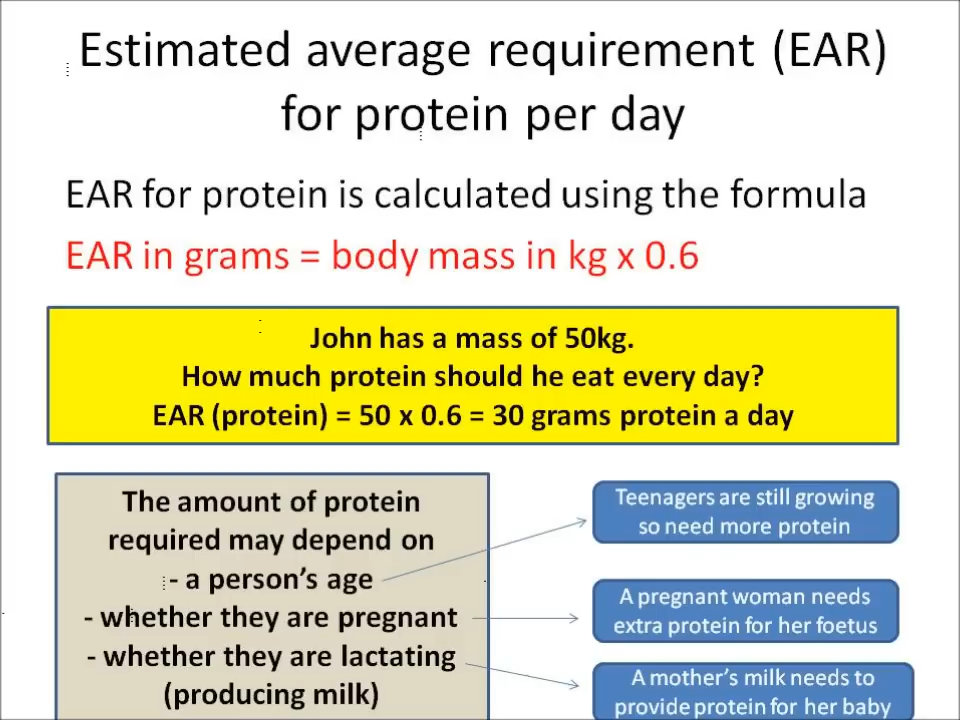 Estimated average requirement (EAR)
for protein per day
EAR for protein is calculated using the formula
EAR in grams = body mass in kg x 0.6
John has a mass of 50kg.
How much protein should he eat every day?
EAR (protein) = 50 x 0.6 = 30 grams protein a day
The amount of protein
required may depend on
- a person's age
- whether they are pregnant
- whether they are lactating
(producing milk)
Teenagers are still growing
so need more protein
A pregnant woman needs
extra protein for her foetus
A mother's milk needs to
provide protein for her baby